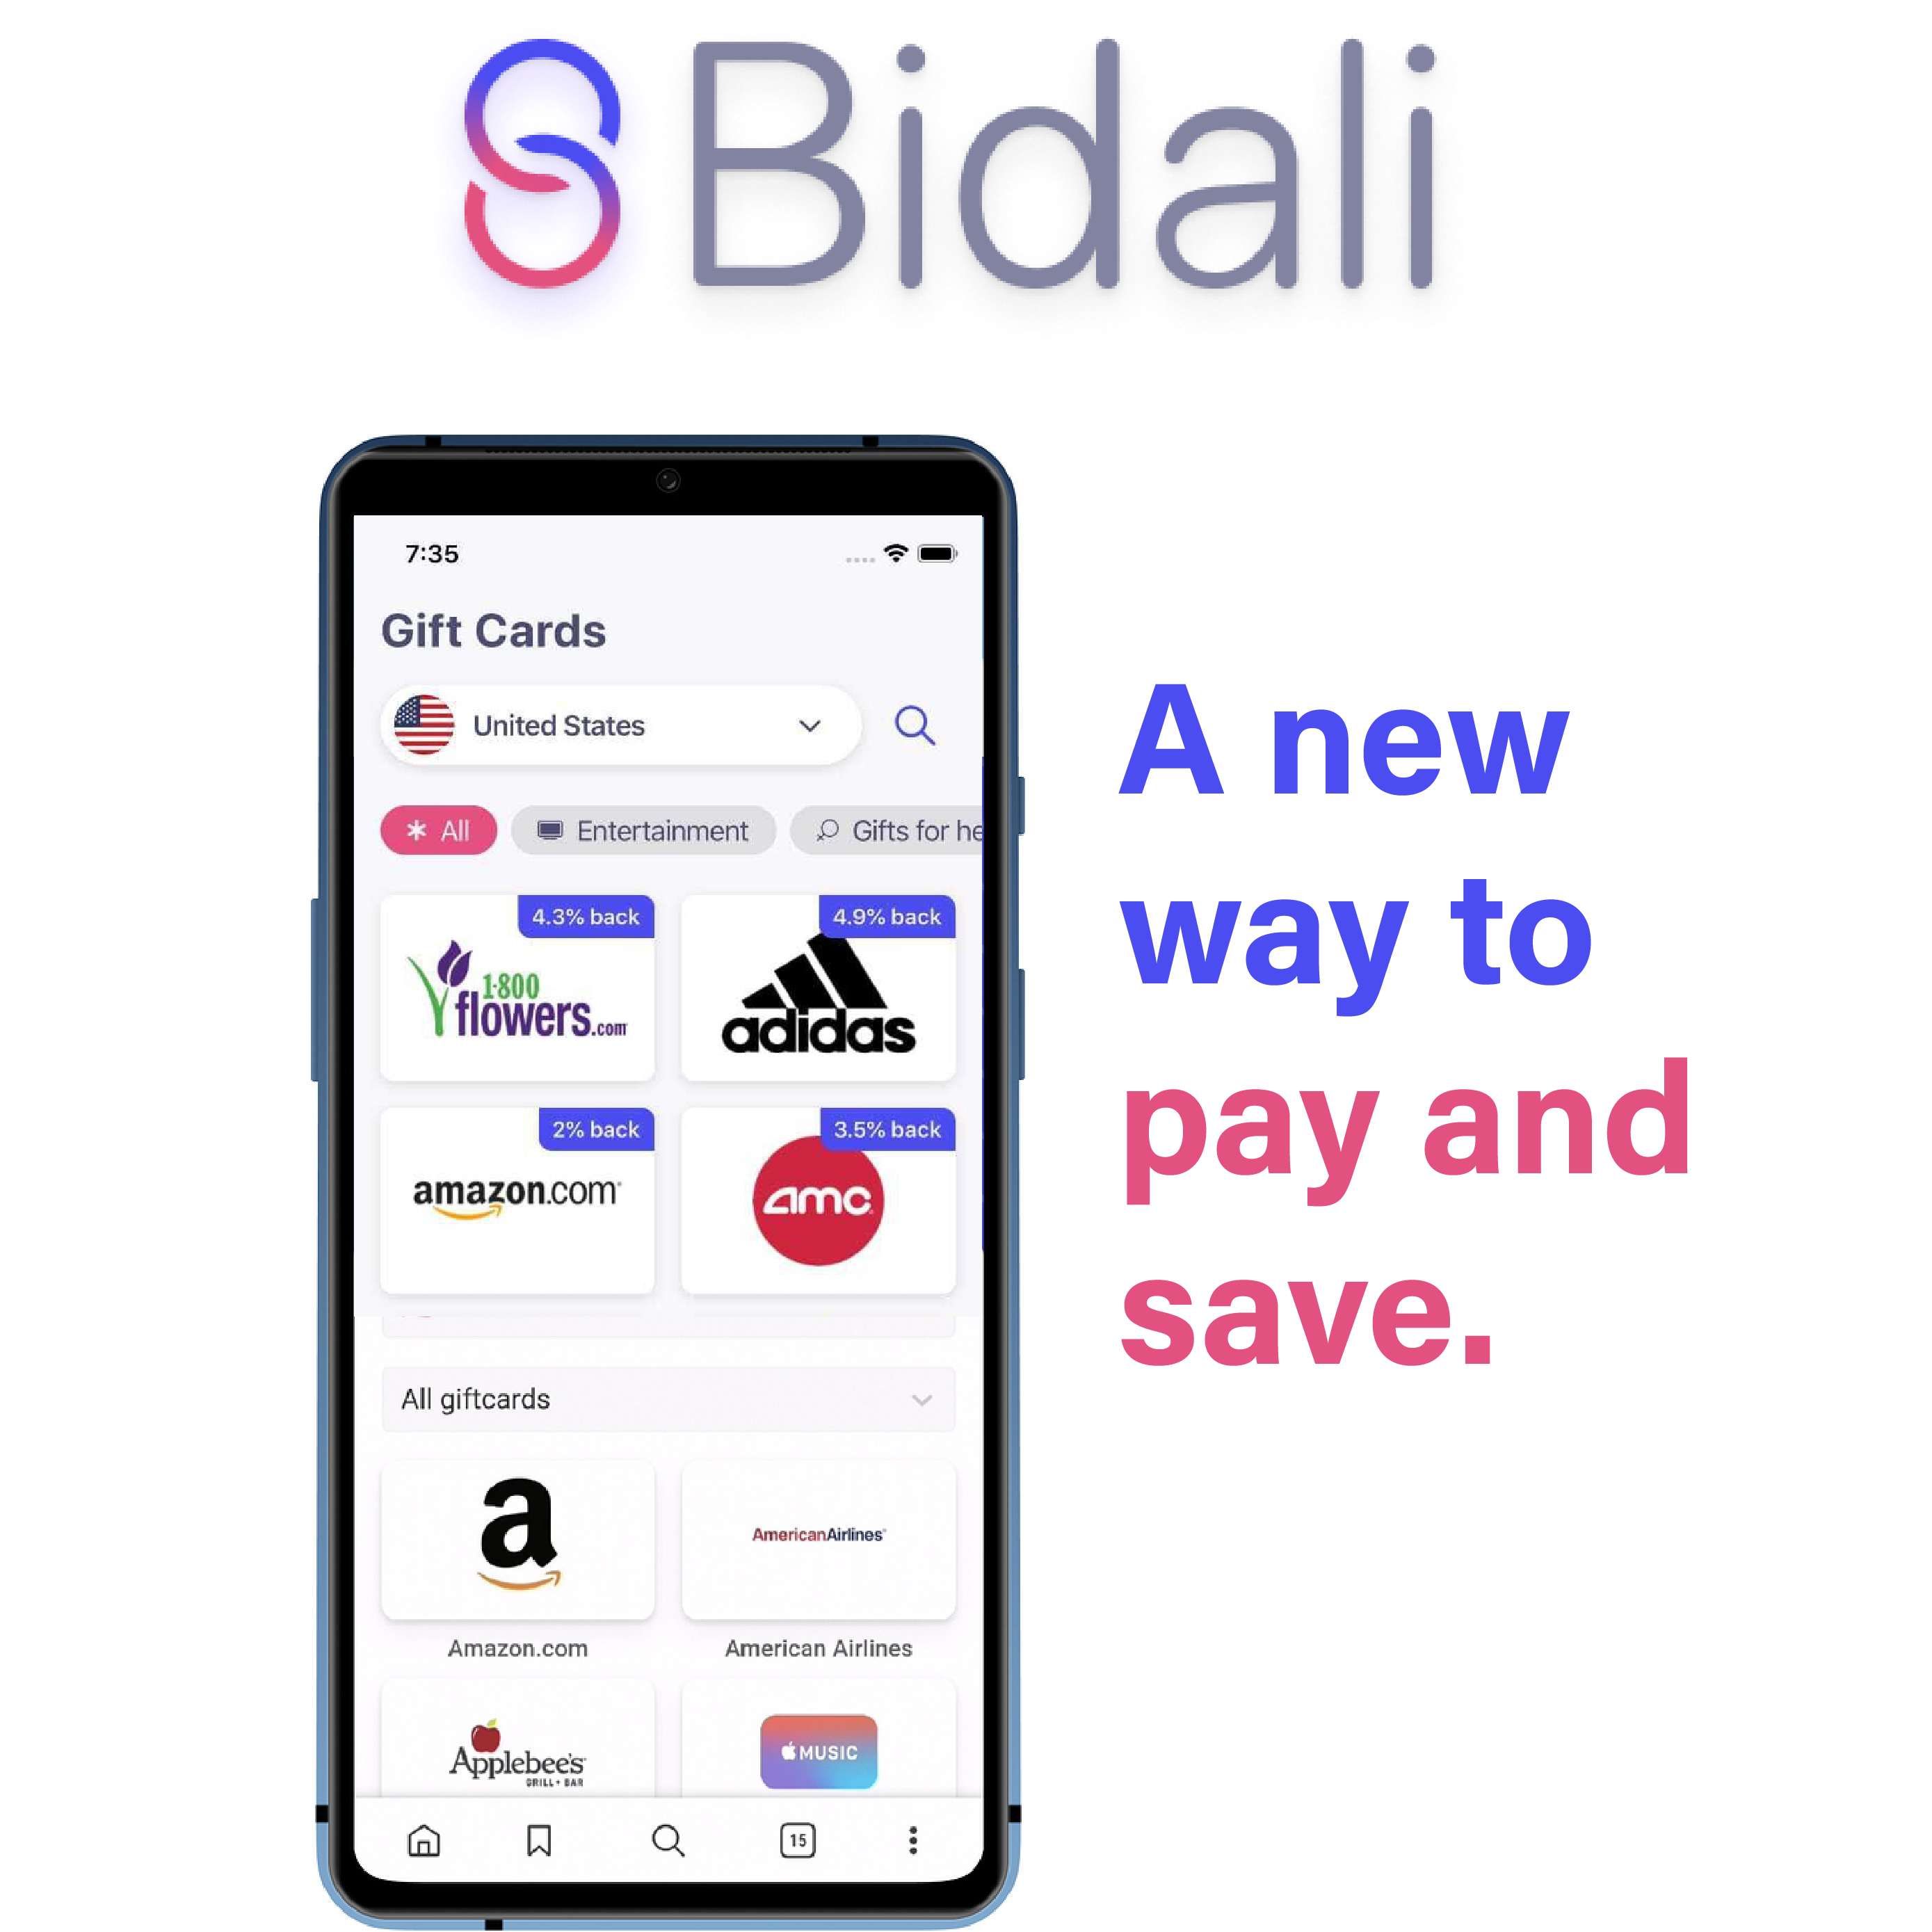 Bidali
7:35
Gift Cards
United States
All
Entertainment
Gifts for he
4.3% back
4.9% back
1·800
flowers.com
adidas
2% back
3.5% back
amazon.com
amc
All giftcards
a
AmericanAirlines
Amazon.com
American Airlines
Applebee's
GRILL + BAR
MUSIC
15
A new
way to
pay and
save.